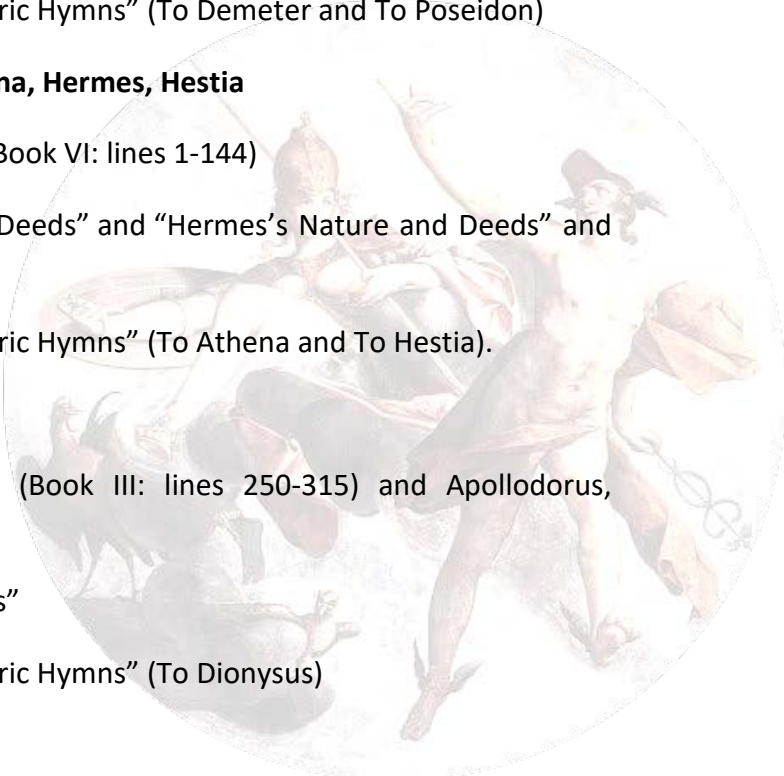 ric Hymns” (To Demeter and To Poseidon)
na, Hermes, Hestia
Book VI: lines 1-144)
Deeds” and “Hermes’s Nature and Deeds” and
ric Hymns” (To Athena and To Hestia).
(Book III: lines 250-315) and Apollodorus,
s”
ric Hymns” (To Dionysus)